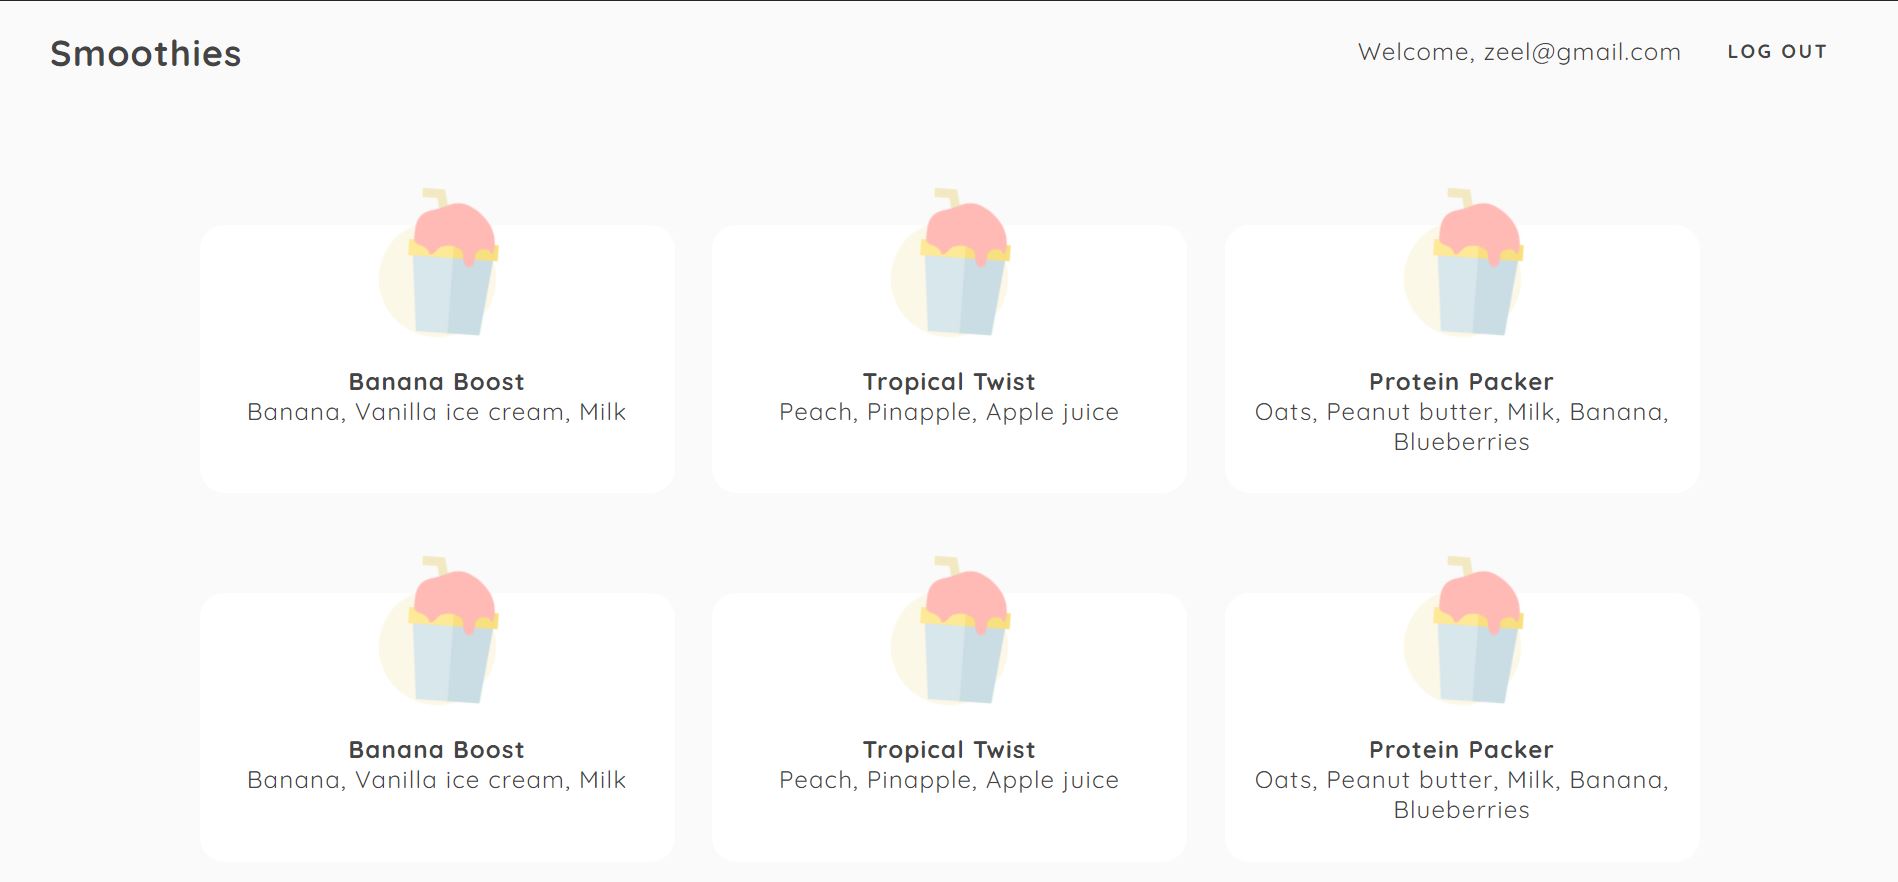 Smoothies
Welcome, zeel@gmail.com
LOG OUT
Banana Boost
Banana, Vanilla ice cream, Milk
Tropical Twist
Peach, Pinapple, Apple juice
Protein Packer
Oats, Peanut butter, Milk, Banana,
Blueberries
Banana Boost
Banana, Vanilla ice cream, Milk
Tropical Twist
Peach, Pinapple, Apple juice
Protein Packer
Oats, Peanut butter, Milk, Banana,
Blueberries